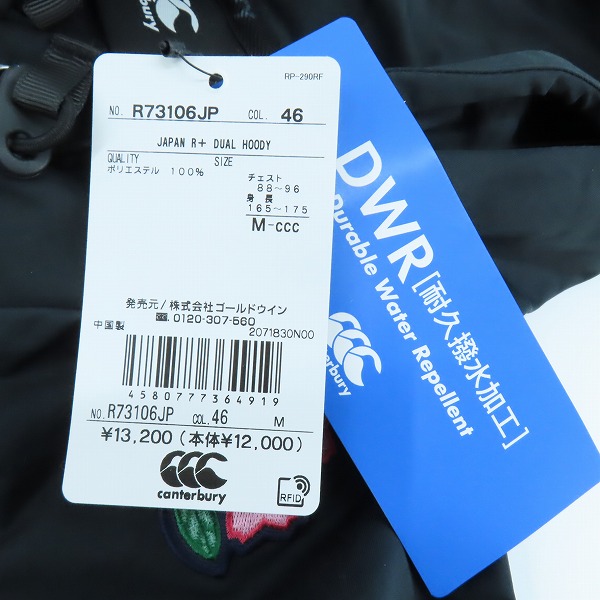 RP-290RF
NO. R73106JP COL. 46
JAPAN R+ DUAL HOODY
QUALITY SIZE
ポリエステル 100%
チェスト
88～96
身 長
165～175
M-ccc
発売元/株式会社ゴールドウイン
☎. 0120-307-560
中国製
2071830N00
4580777364919
NO. R73106JP COL. 46 M
¥13,200(本体¥12,000)
canterbury
RFID
DWR[耐久撥水加工]
Durable Water Repellent
canterbury